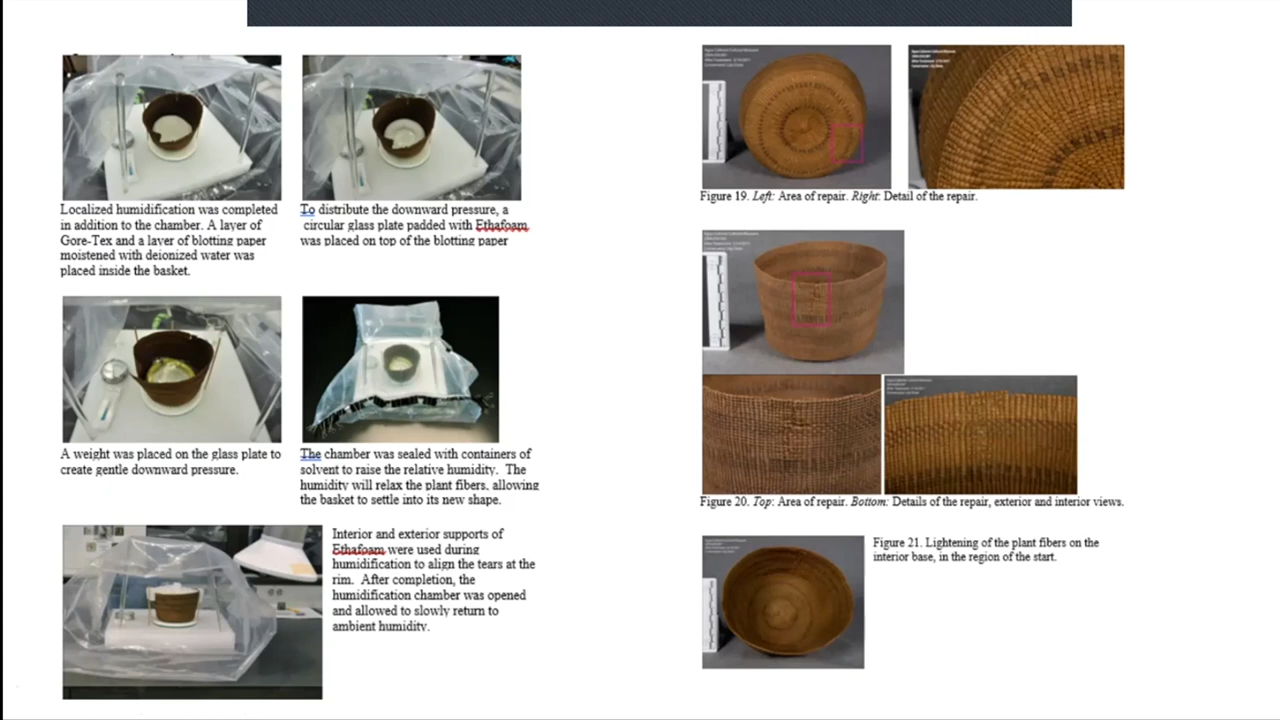 Localized humidification was completed
in addition to the chamber. A layer of
Gore-Tex and a layer of blotting paper
moistened with deionized water was
placed inside the basket.
To distribute the downward pressure, a
circular glass plate padded with Ethafoam
was placed on top of the blotting paper
A weight was placed on the glass plate to
create gentle downward pressure.
The chamber was sealed with containers of
solvent to raise the relative humidity. The
humidity will relax the plant fibers, allowing
the basket to settle into its new shape.
Interior and exterior supports of
Ethafoam were used during
humidification to align the tears at the
rim. After completion, the
humidification chamber was opened
and allowed to slowly return to
ambient humidity.
Figure 19. Left: Area of repair. Right: Detail of the repair.
Figure 20. Top: Area of repair. Bottom: Details of the repair, exterior and interior views.
Figure 21. Lightening of the plant fibers on the
interior base, in the region of the start.